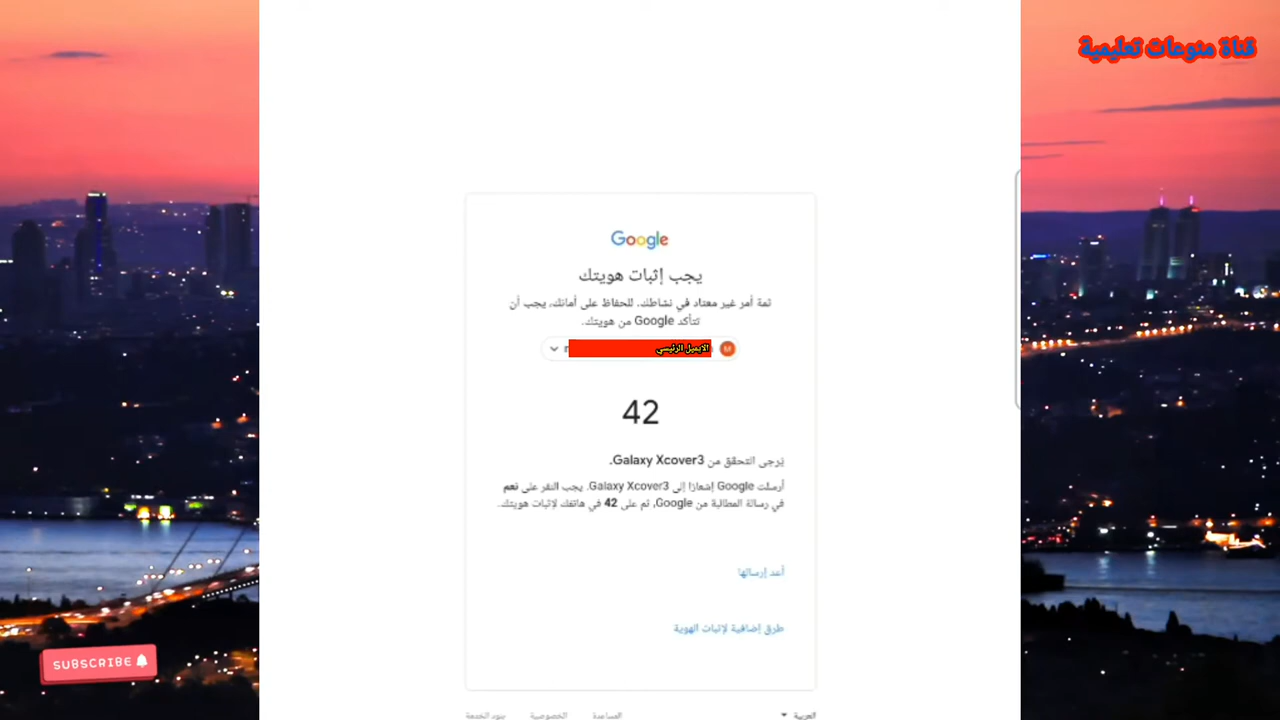 قناة منوعات تعليمية
Google
يجب إثبات هويتك
ثمة أمر غير معتاد في نشاطك. للحفاظ على أمانك، يجب أن
تتأكد Google من هويتك.
الايميل الرئيسي
M
42
يُرجى التحقق من Galaxy Xcover3.
أرسلت Google إشعارًا إلى Galaxy Xcover3. يجب النقر على نعم
في رسالة المطالبة من Google، ثم على 42 في هاتفك لإثبات هويتك.
أعد إرسالها
طرق إضافية لإثبات الهوية
SUBSCRIBE
العربية
المساعدة
الخصوصية
بنود الخدمة